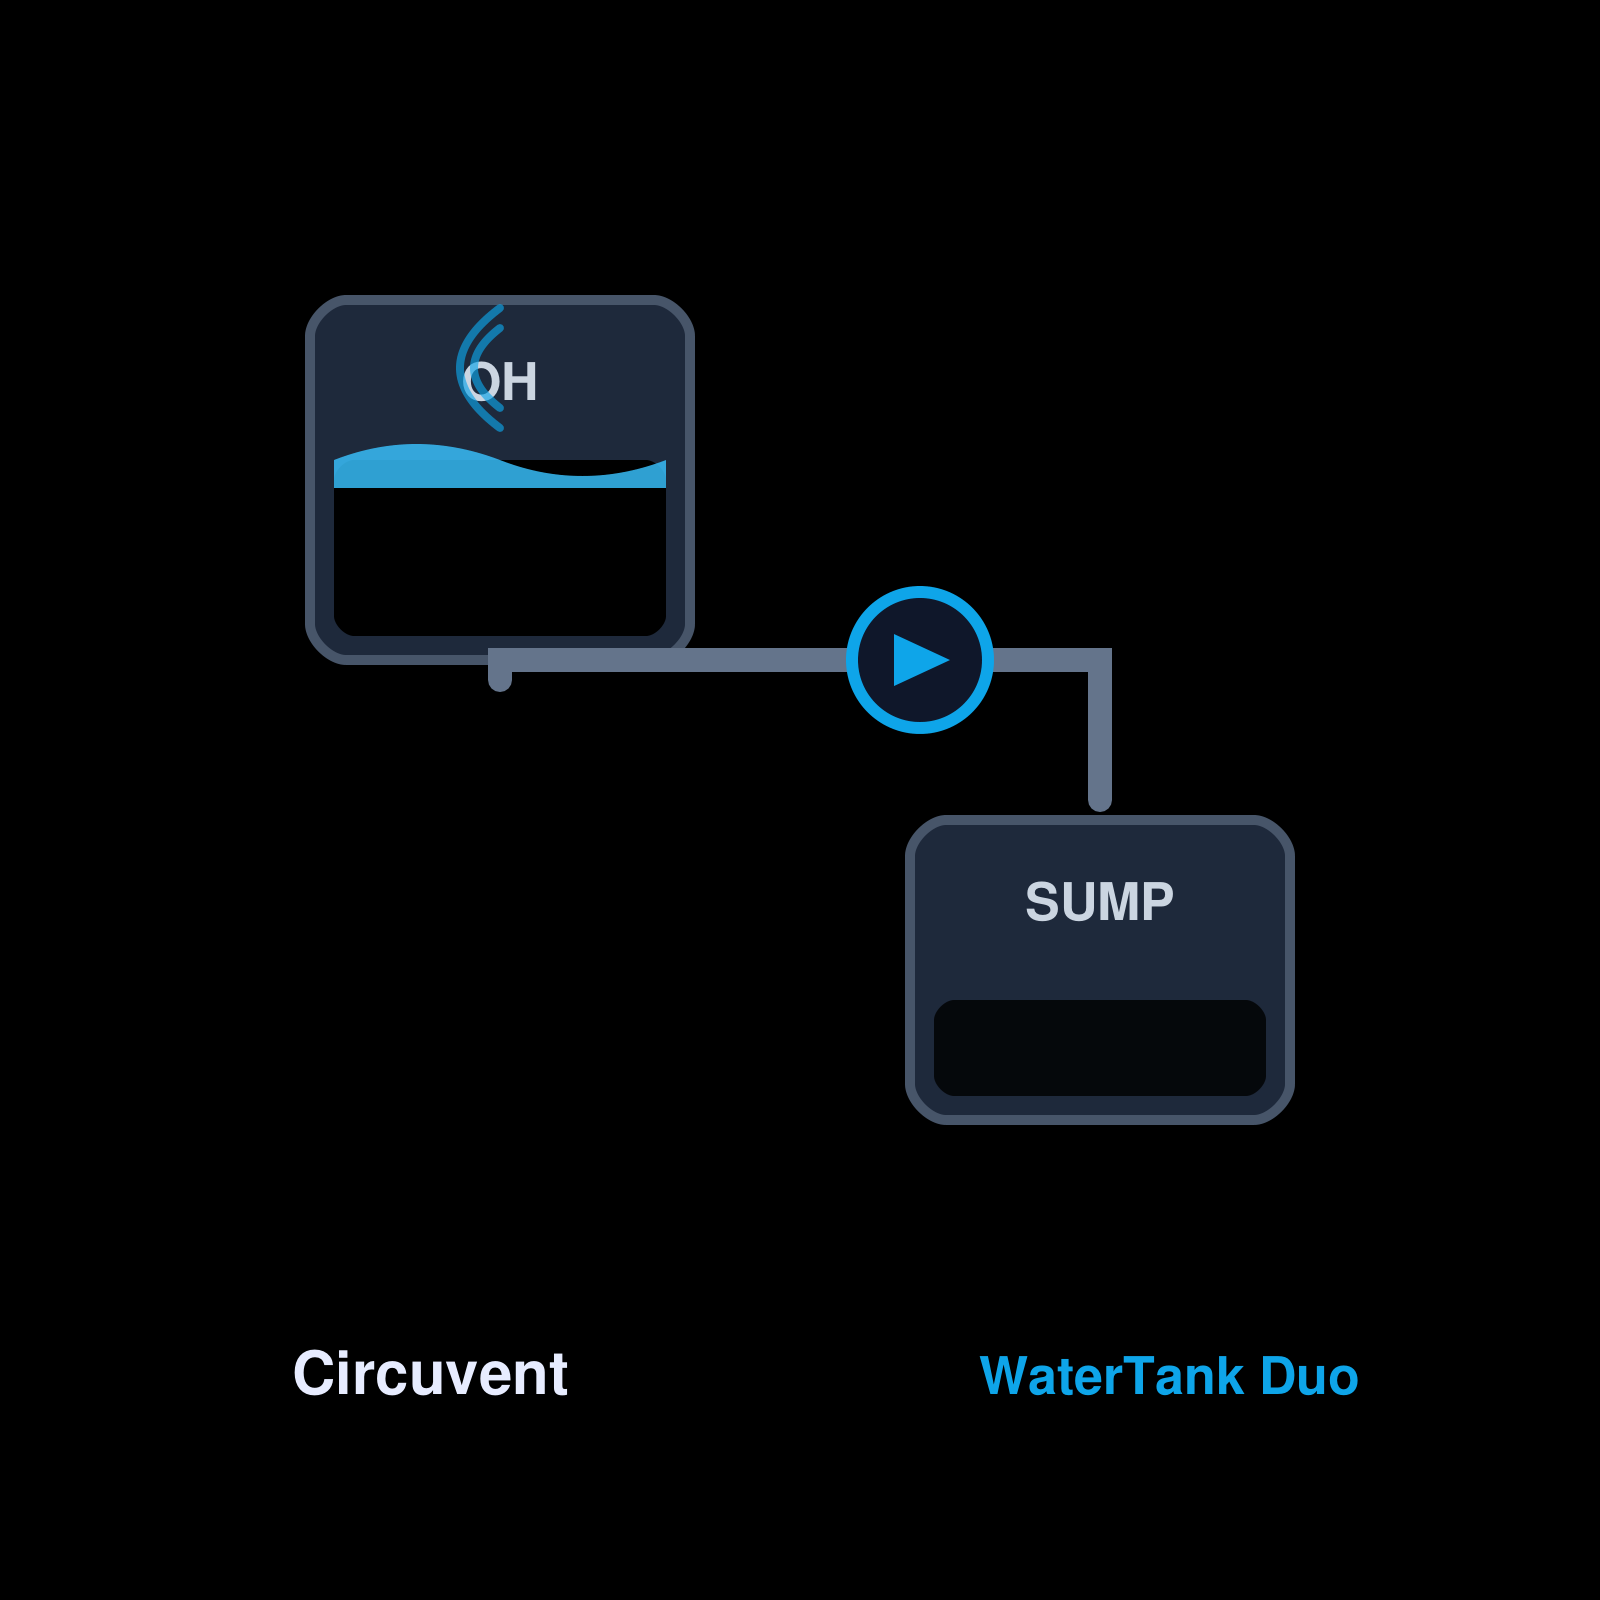 OH
SUMP
Circuvent
WaterTank Duo